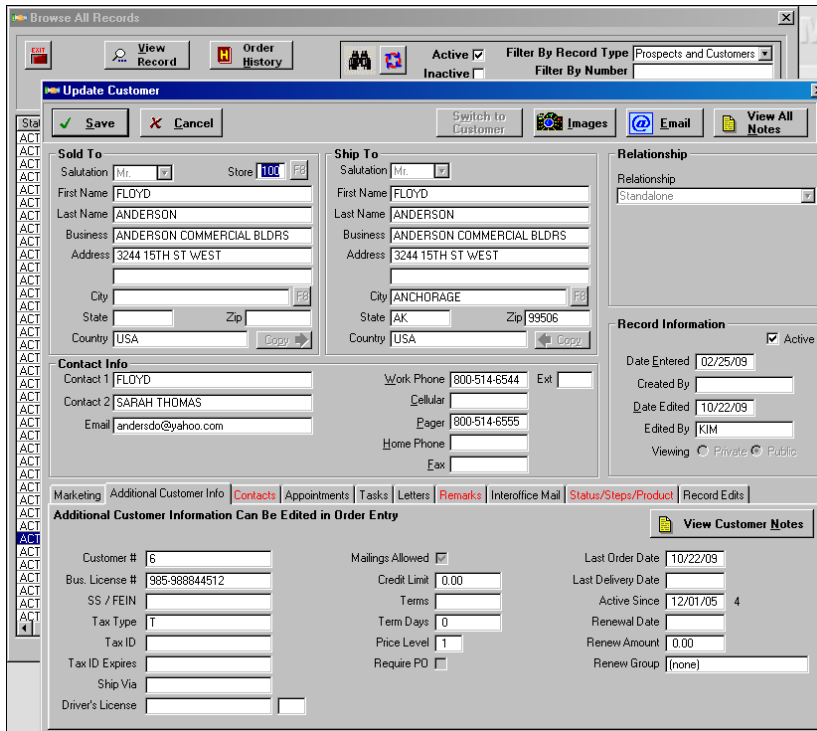 Browse All Records
EXIT View Record H Order History Active Filter By Record Type Prospects and Customers
Inactive Filter By Number
Update Customer
Save Cancel Switch to Customer Images @ Email View All Notes
Sold To
Salutation Mr. Store 100 F8
First Name FLOYD
Last Name ANDERSON
Business ANDERSON COMMERCIAL BLDRS
Address 3244 15TH ST WEST
City F8
State Zip
Country USA Copy
Ship To
Salutation Mr.
First Name FLOYD
Last Name ANDERSON
Business ANDERSON COMMERCIAL BLDRS
Address 3244 15TH ST WEST
City ANCHORAGE F8
State AK Zip 99506
Country USA Copy
Relationship
Relationship
Standalone
Record Information
Active
Date Entered 02/25/09
Created By
Date Edited 10/22/09
Edited By KIM
Viewing Private Public
Contact Info
Contact 1 FLOYD
Contact 2 SARAH THOMAS
Email andersdo@yahoo.com
Work Phone 800-514-6544 Ext
Cellular
Pager 800-514-6555
Home Phone
Fax
Marketing Additional Customer Info Contacts Appointments Tasks Letters Remarks Interoffice Mail Status/Steps/Product Record Edits
Additional Customer Information Can Be Edited in Order Entry View Customer Notes
Customer # 6
Bus. License # 985-988844512
SS / FEIN
Tax Type T
Tax ID
Tax ID Expires
Ship Via
Driver's License
Mailings Allowed
Credit Limit 0.00
Terms
Term Days 0
Price Level 1
Require PO
Last Order Date 10/22/09
Last Delivery Date
Active Since 12/01/05 4
Renewal Date
Renew Amount 0.00
Renew Group (none)